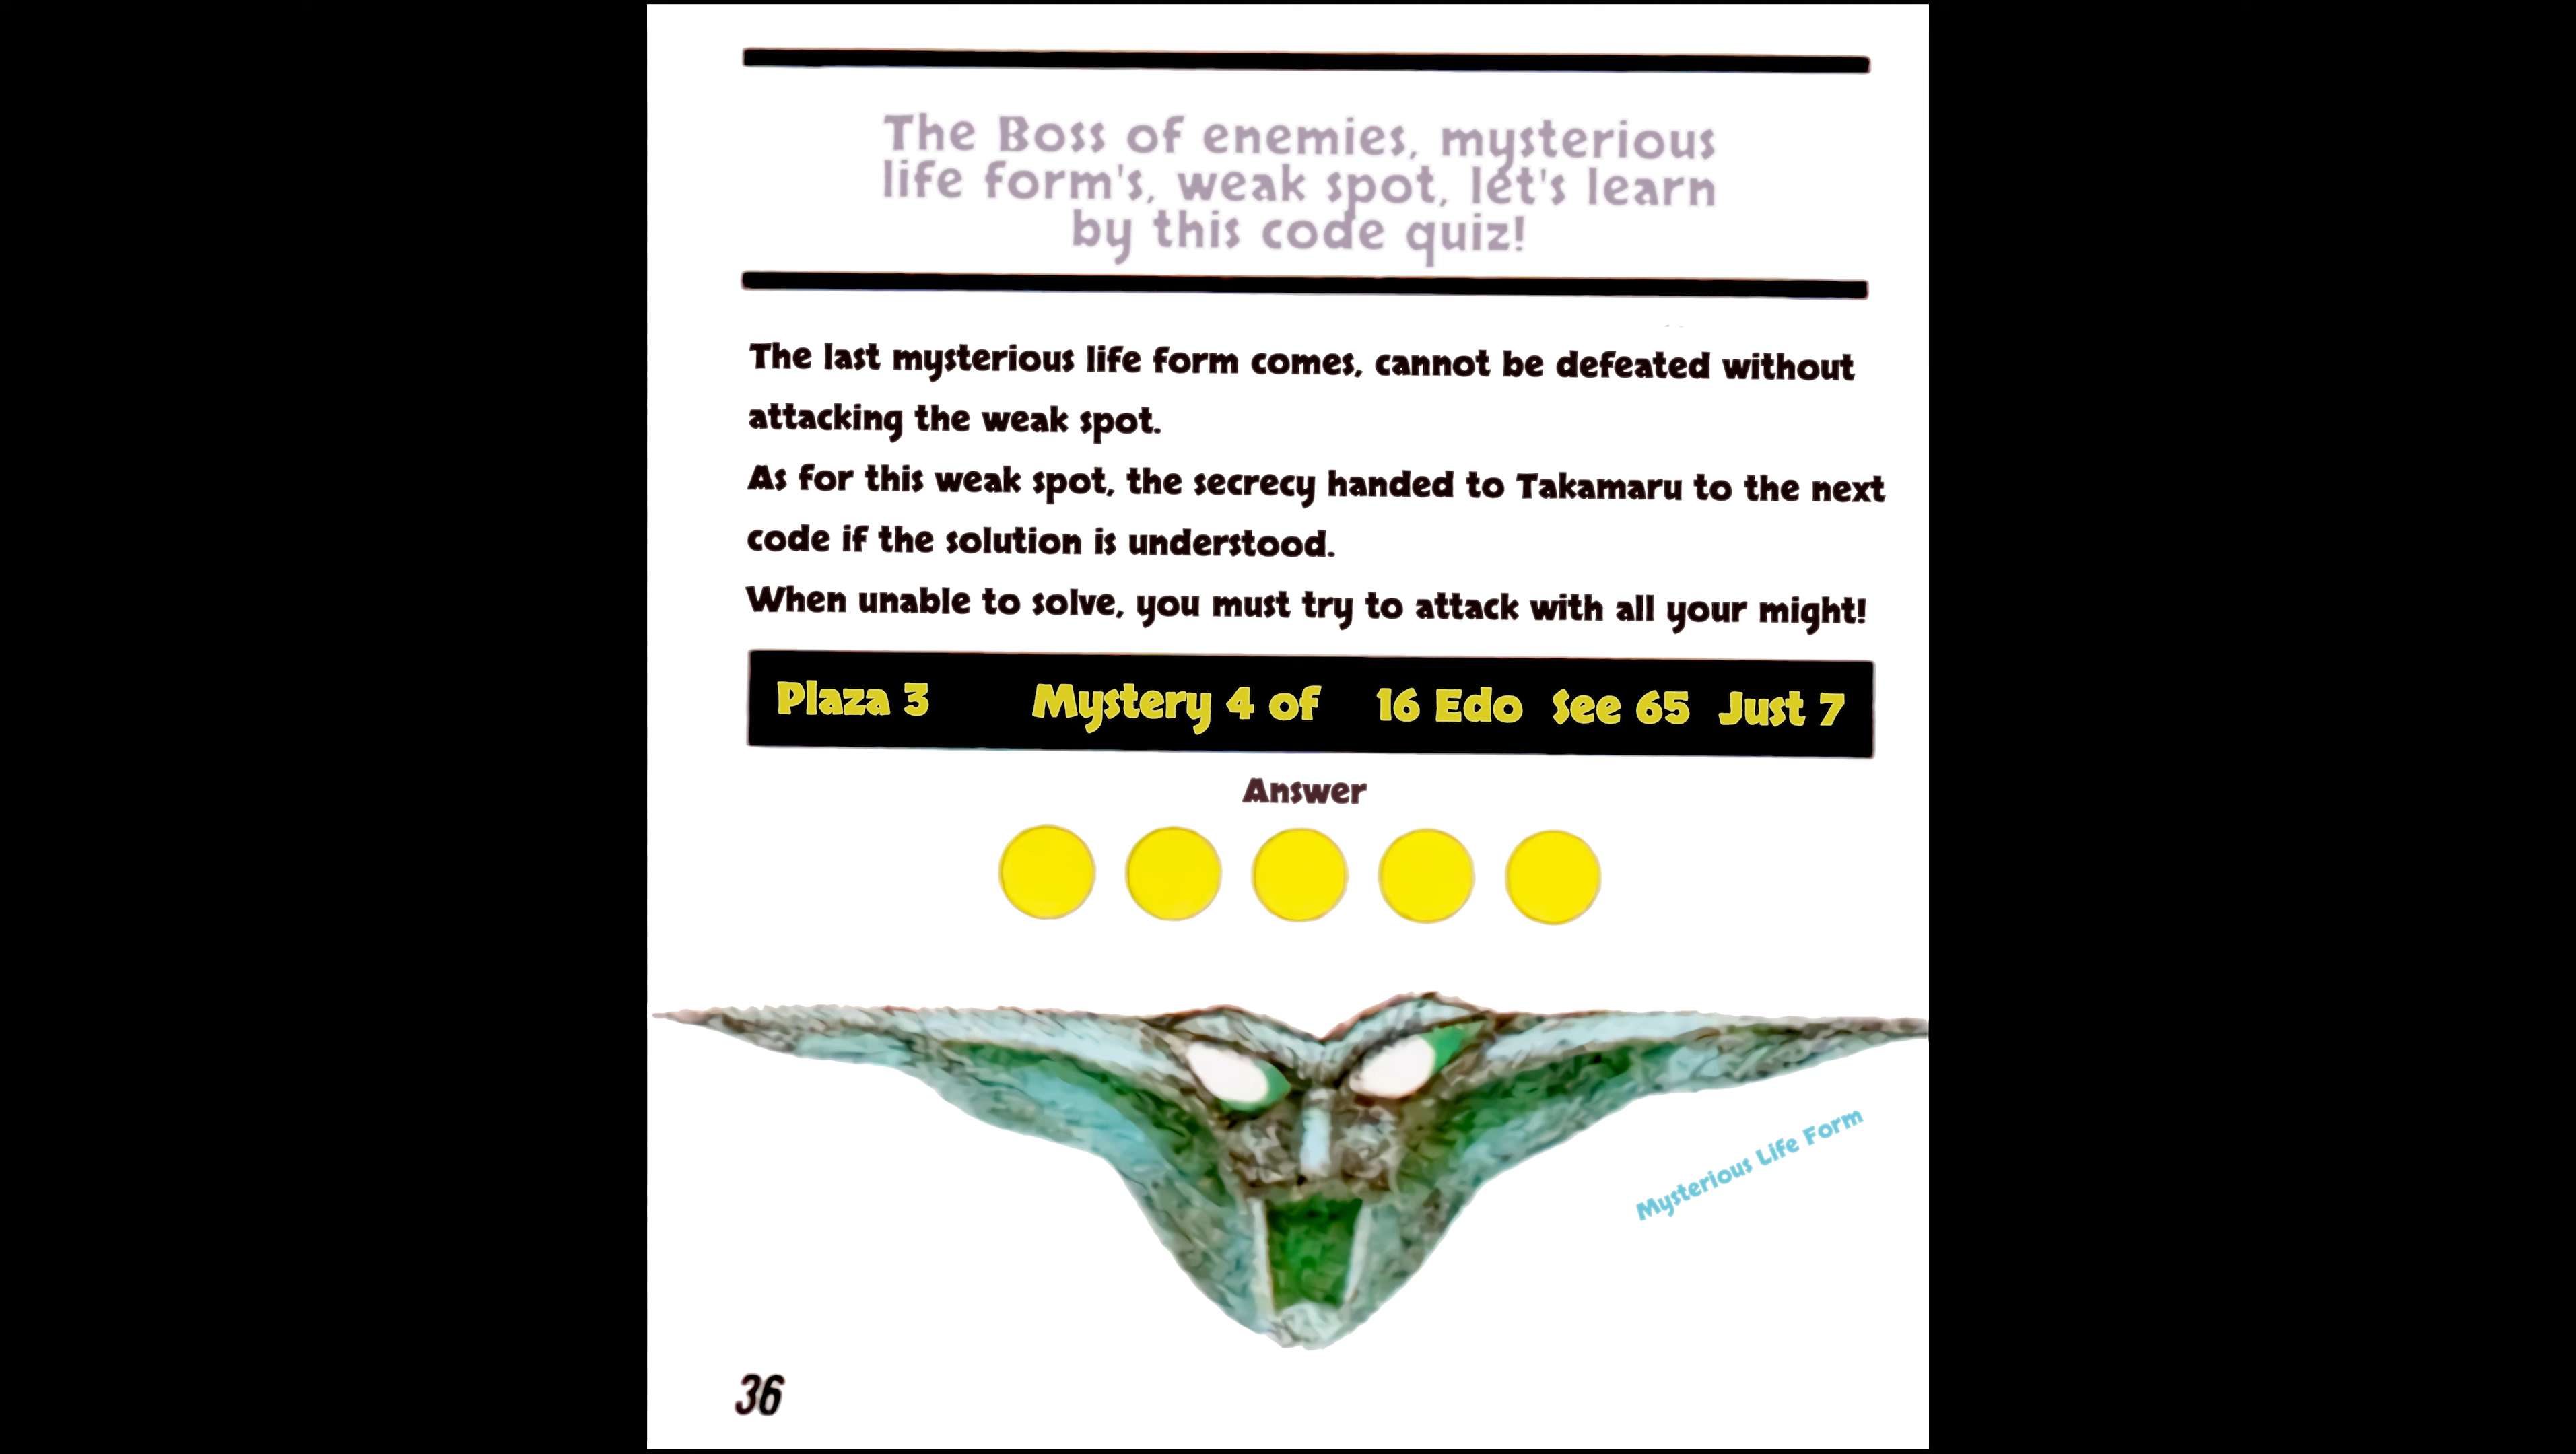 The Boss of enemies, mysterious
life form's, weak spot, let's learn
by this code quiz!
The last mysterious life form comes, cannot be defeated without
attacking the weak spot.
As for this weak spot, the secrecy handed to Takamaru to the next
code if the solution is understood.
When unable to solve, you must try to attack with all your might!
Plaza 3 Mystery 4 of 16 Edo See 65 Just 7
Answer
Mysterious Life Form
36